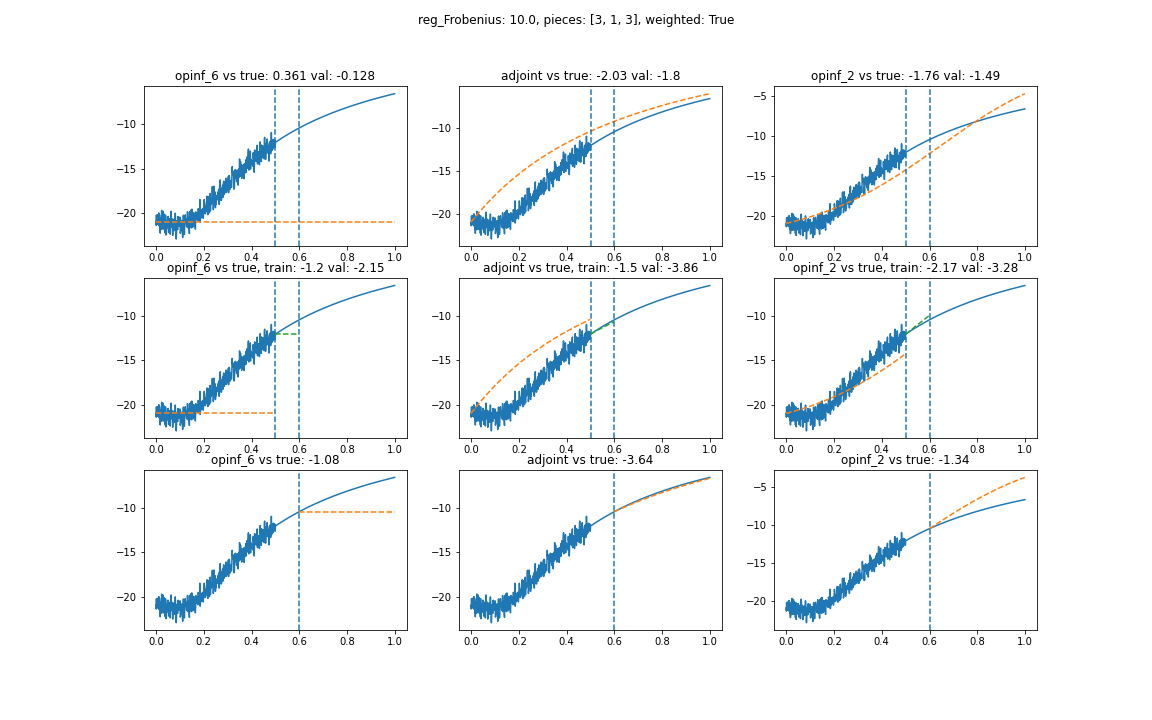 reg_Frobenius: 10.0, pieces: [3, 1, 3], weighted: True
opinf_6 vs true: 0.361 val: -0.128
−10
−15
−20
0.0 0.2 0.4 0.6 0.8 1.0
adjoint vs true: -2.03 val: -1.8
−10
−15
−20
0.0 0.2 0.4 0.6 0.8 1.0
opinf_2 vs true: -1.76 val: -1.49
−5
−10
−15
−20
0.0 0.2 0.4 0.6 0.8 1.0
opinf_6 vs true, train: -1.2 val: -2.15
−10
−15
−20
0.0 0.2 0.4 0.6 0.8 1.0
adjoint vs true, train: -1.5 val: -3.86
−10
−15
−20
0.0 0.2 0.4 0.6 0.8 1.0
opinf_2 vs true, train: -2.17 val: -3.28
−10
−15
−20
0.0 0.2 0.4 0.6 0.8 1.0
opinf_6 vs true: -1.08
−10
−15
−20
0.0 0.2 0.4 0.6 0.8 1.0
adjoint vs true: -3.64
−10
−15
−20
0.0 0.2 0.4 0.6 0.8 1.0
opinf_2 vs true: -1.34
−5
−10
−15
−20
0.0 0.2 0.4 0.6 0.8 1.0